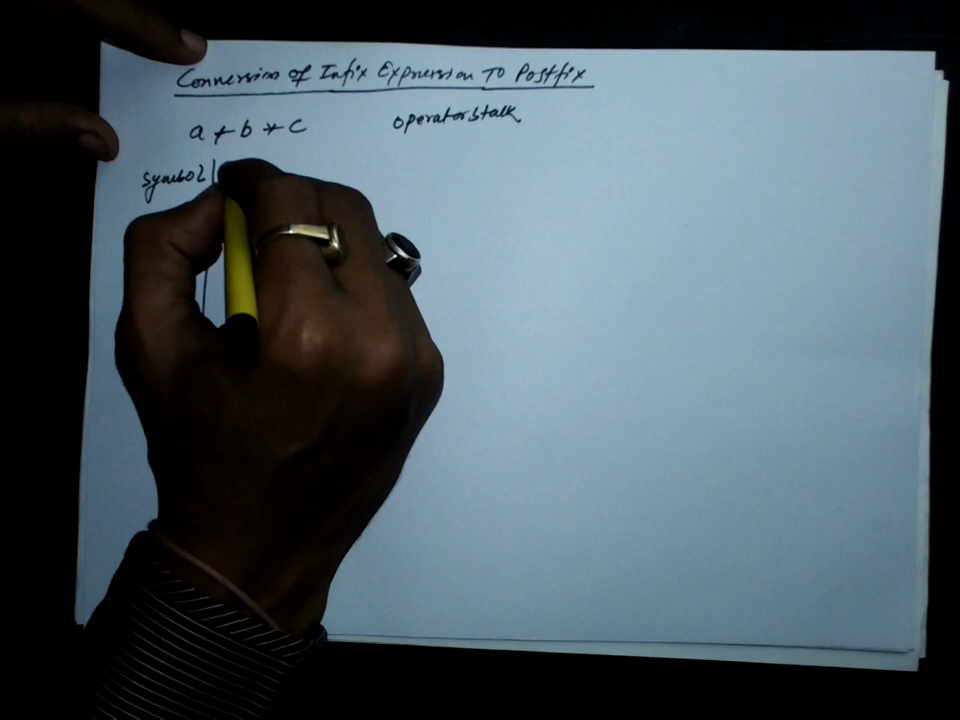 Conversion of Infix Expression To Postfix
a + b * c
operatorstack
symbol